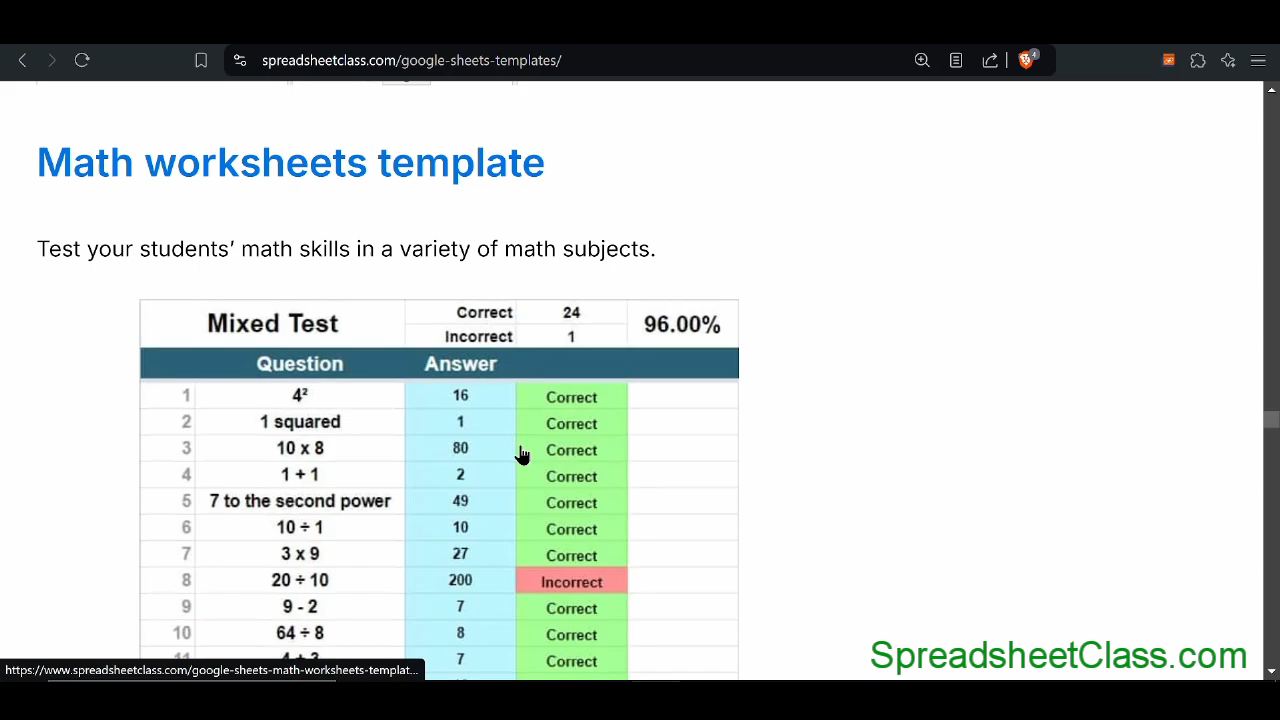 spreadsheetclass.com/google-sheets-templates/
4
Math worksheets template
Test your students’ math skills in a variety of math subjects.
Mixed Test Correct 24 96.00%
Incorrect 1
Question Answer
1 4² 16 Correct
2 1 squared 1 Correct
3 10 x 8 80 Correct
4 1 + 1 2 Correct
5 7 to the second power 49 Correct
6 10 ÷ 1 10 Correct
7 3 x 9 27 Correct
8 20 ÷ 10 200 Incorrect
9 9 - 2 7 Correct
10 64 ÷ 8 8 Correct
7 Correct
SpreadsheetClass.com
https://www.spreadsheetclass.com/google-sheets-math-worksheets-templat...